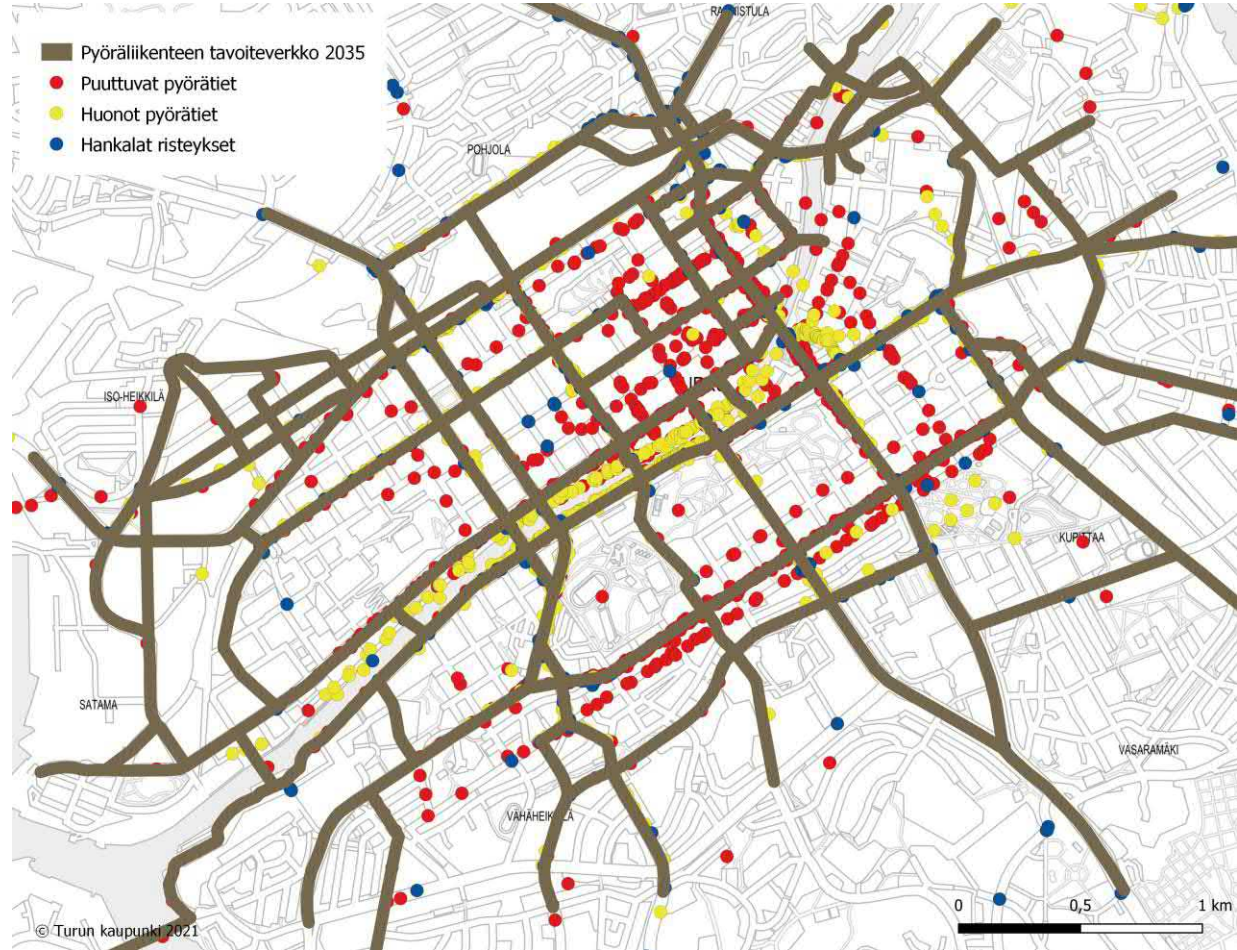 Pyöräliikenteen tavoiteverkko 2035
Puuttuvat pyörätiet
Huonot pyörätiet
Hankalat risteykset
POHJOLA
ISO-HEIKKILÄ
KUPITTAA
SATAMA
VASARAMÄKI
0 0,5 1 km
© Turun kaupunki 2021